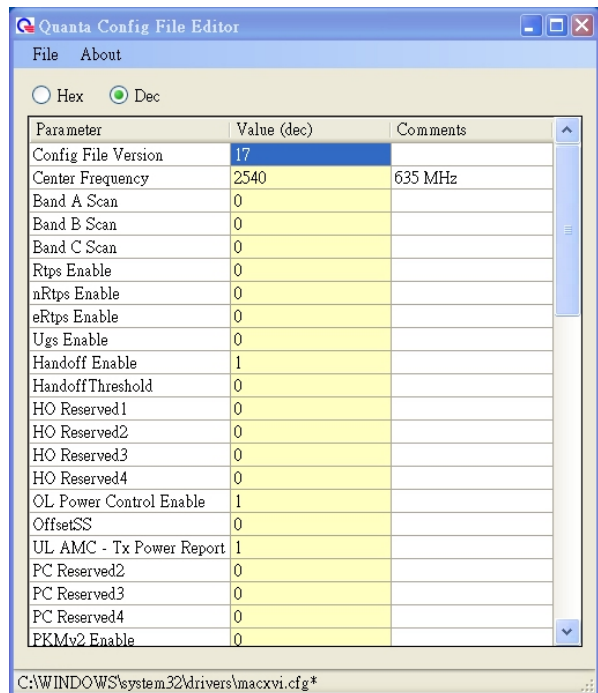 Quanta Config File Editor
File About
Hex Dec
Parameter Value (dec) Comments
Config File Version 17
Center Frequency 2540 635 MHz
Band A Scan 0
Band B Scan 0
Band C Scan 0
Rtps Enable 0
nRtps Enable 0
eRtps Enable 0
Ugs Enable 0
Handoff Enable 1
HandoffThreshold 0
HO Reserved1 0
HO Reserved2 0
HO Reserved3 0
HO Reserved4 0
OL Power Control Enable 1
OffsetSS 0
UL AMC - Tx Power Report 1
PC Reserved2 0
PC Reserved3 0
PC Reserved4 0
PKMv2 Enable 0
C:\WINDOWS\system32\drivers\macxvi.cfg*